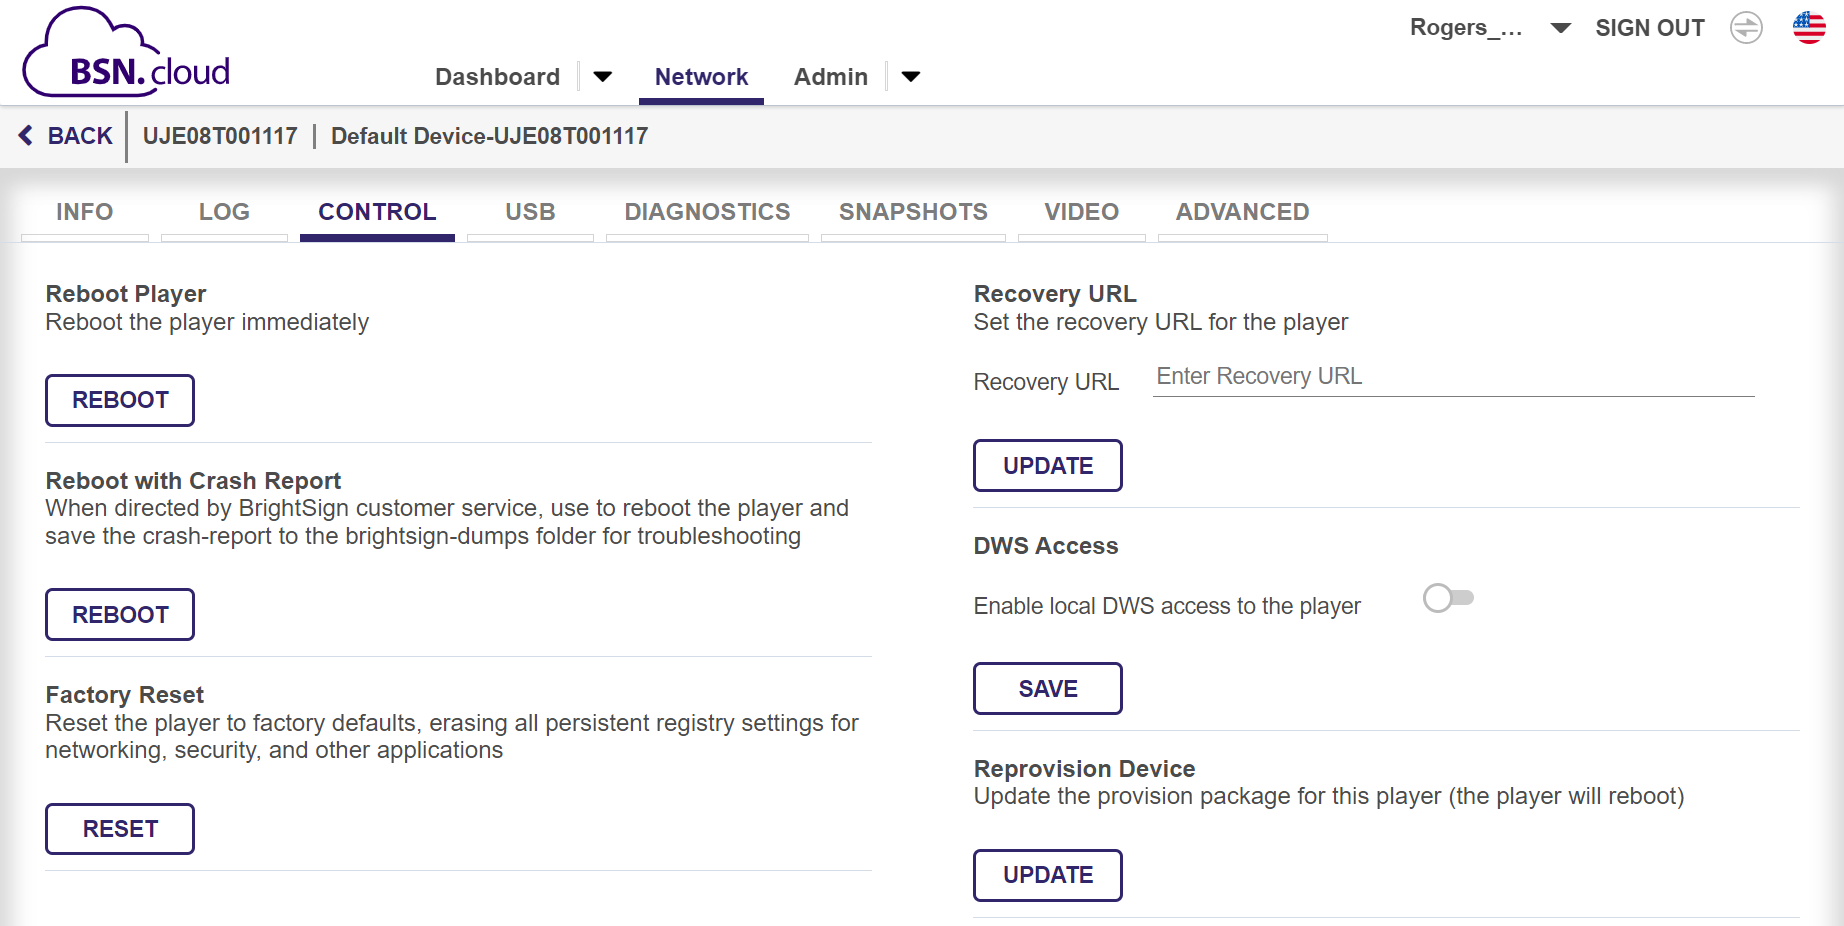 BSN.cloud
Dashboard
Network
Admin
Rogers_...
SIGN OUT
BACK
UJE08T001117
Default Device-UJE08T001117
INFO
LOG
CONTROL
USB
DIAGNOSTICS
SNAPSHOTS
VIDEO
ADVANCED
Reboot Player
Reboot the player immediately
REBOOT
Reboot with Crash Report
When directed by BrightSign customer service, use to reboot the player and
save the crash-report to the brightsign-dumps folder for troubleshooting
REBOOT
Factory Reset
Reset the player to factory defaults, erasing all persistent registry settings for
networking, security, and other applications
RESET
Recovery URL
Set the recovery URL for the player
Recovery URL
Enter Recovery URL
UPDATE
DWS Access
Enable local DWS access to the player
SAVE
Reprovision Device
Update the provision package for this player (the player will reboot)
UPDATE